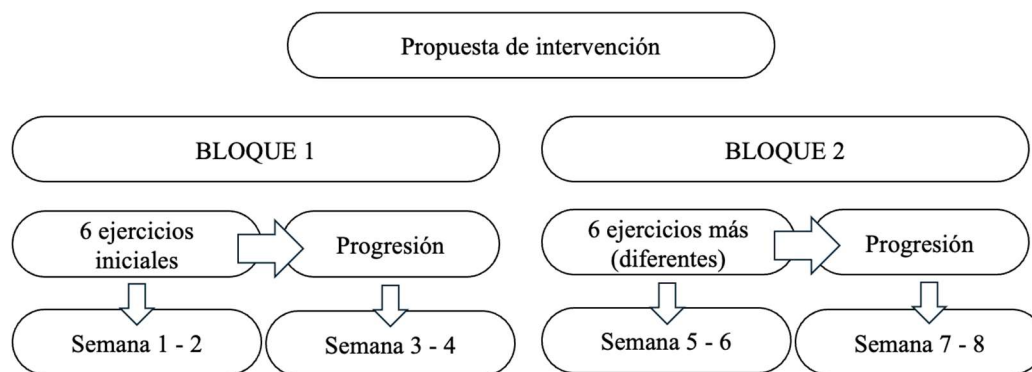 Propuesta de intervención
BLOQUE 1
BLOQUE 2
6 ejercicios
iniciales
Progresión
6 ejercicios más
(diferentes)
Progresión
Semana 1 - 2
Semana 3 - 4
Semana 5 - 6
Semana 7 - 8